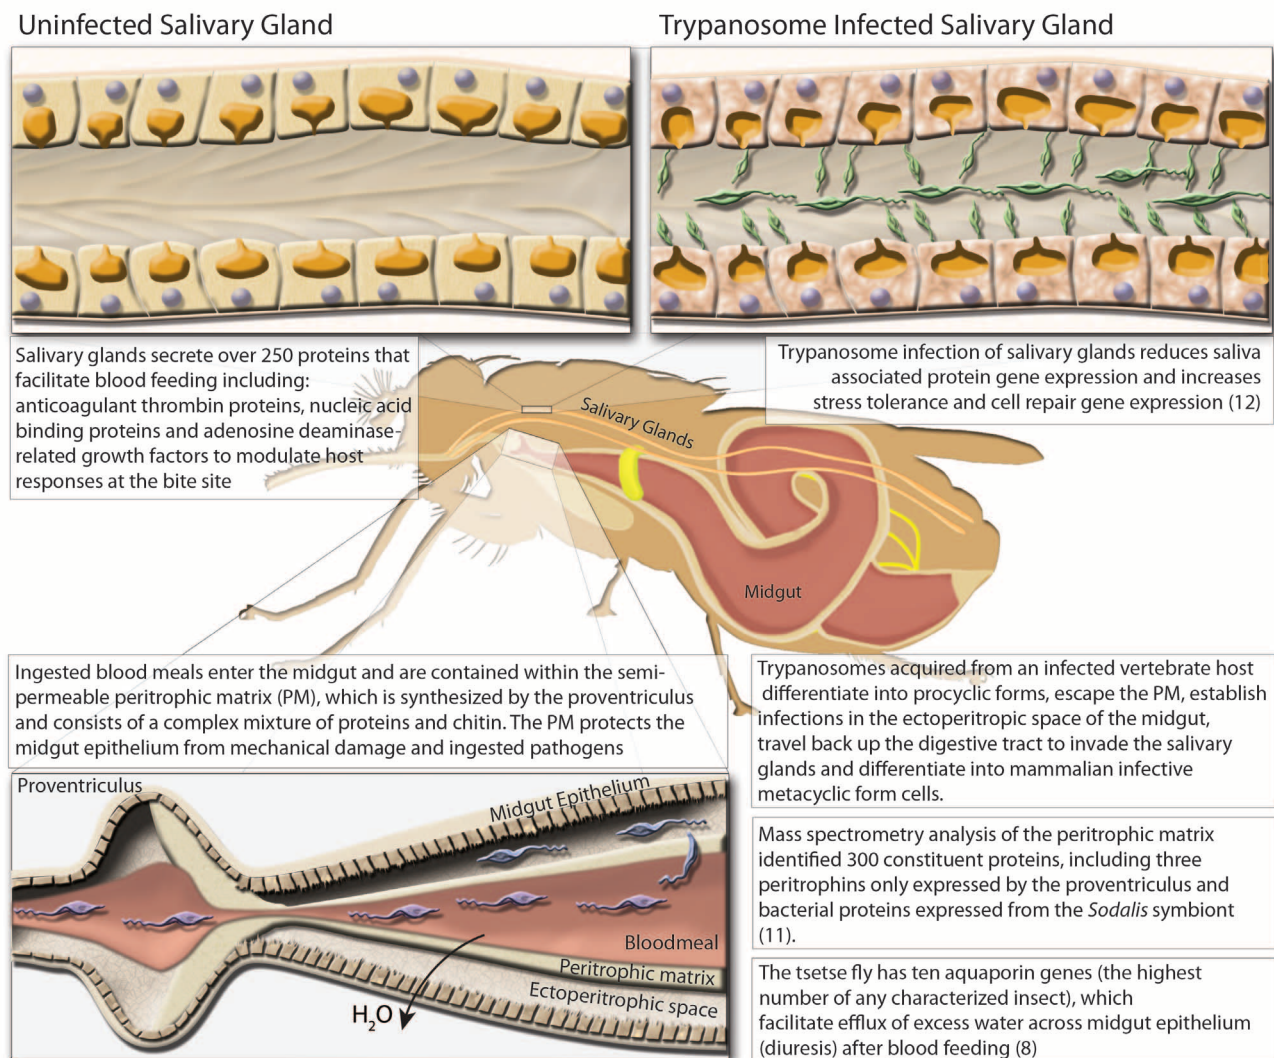 Uninfected Salivary Gland
Trypanosome Infected Salivary Gland
Salivary glands secrete over 250 proteins that
facilitate blood feeding including:
anticoagulant thrombin proteins, nucleic acid
binding proteins and adenosine deaminase-
related growth factors to modulate host
responses at the bite site
Trypanosome infection of salivary glands reduces saliva
associated protein gene expression and increases
stress tolerance and cell repair gene expression (12)
Salivary Glands
Midgut
Ingested blood meals enter the midgut and are contained within the semi-
permeable peritrophic matrix (PM), which is synthesized by the proventriculus
and consists of a complex mixture of proteins and chitin. The PM protects the
midgut epithelium from mechanical damage and ingested pathogens
Trypanosomes acquired from an infected vertebrate host
differentiate into procyclic forms, escape the PM, establish
infections in the ectoperitropic space of the midgut,
travel back up the digestive tract to invade the salivary
glands and differentiate into mammalian infective
metacyclic form cells.
Proventriculus
Midgut Epithelium
Bloodmeal
Peritrophic matrix
Ectoperitrophic space
H₂O
Mass spectrometry analysis of the peritrophic matrix
identified 300 constituent proteins, including three
peritrophins only expressed by the proventriculus and
bacterial proteins expressed from the Sodalis symbiont
(11).
The tsetse fly has ten aquaporin genes (the highest
number of any characterized insect), which
facilitate efflux of excess water across midgut epithelium
(diuresis) after blood feeding (8)